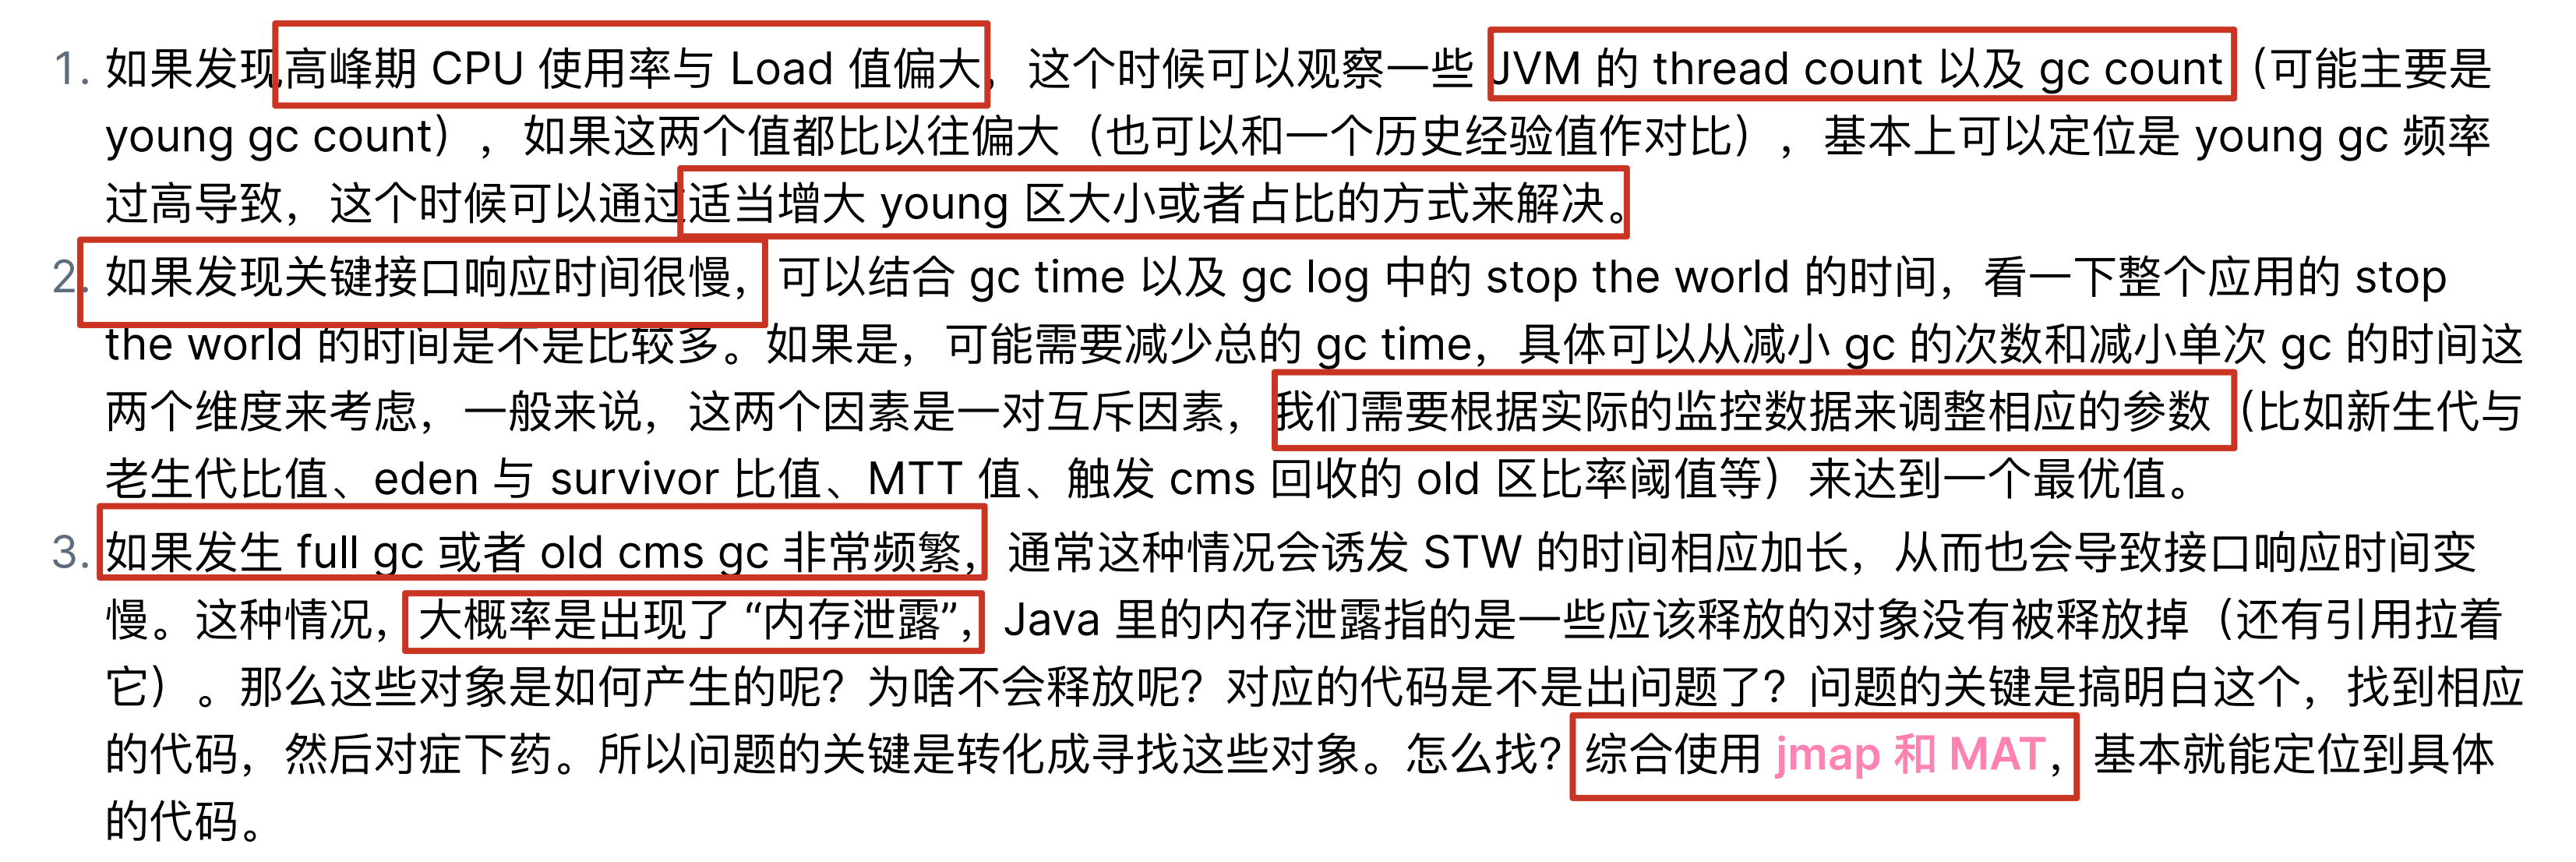 1. 如果发现高峰期 CPU 使用率与 Load 值偏大，这个时候可以观察一些 JVM 的 thread count 以及 gc count（可能主要是
young gc count），如果这两个值都比以往偏大（也可以和一个历史经验值作对比），基本上可以定位是 young gc 频率
过高导致，这个时候可以通过适当增大 young 区大小或者占比的方式来解决。
2. 如果发现关键接口响应时间很慢，可以结合 gc time 以及 gc log 中的 stop the world 的时间，看一下整个应用的 stop
the world 的时间是不是比较多。如果是，可能需要减少总的 gc time，具体可以从减小 gc 的次数和减小单次 gc 的时间这
两个维度来考虑，一般来说，这两个因素是一对互斥因素，我们需要根据实际的监控数据来调整相应的参数（比如新生代与
老生代比值、eden 与 survivor 比值、MTT 值、触发 cms 回收的 old 区比率阈值等）来达到一个最优值。
3. 如果发生 full gc 或者 old cms gc 非常频繁，通常这种情况会诱发 STW 的时间相应加长，从而也会导致接口响应时间变
慢。这种情况，大概率是出现了 “内存泄露”，Java 里的内存泄露指的是一些应该释放的对象没有被释放掉（还有引用拉着
它）。那么这些对象是如何产生的呢？为啥不会释放呢？对应的代码是不是出问题了？问题的关键是搞明白这个，找到相应
的代码，然后对症下药。所以问题的关键是转化成寻找这些对象。怎么找？综合使用 jmap 和 MAT，基本就能定位到具体
的代码。